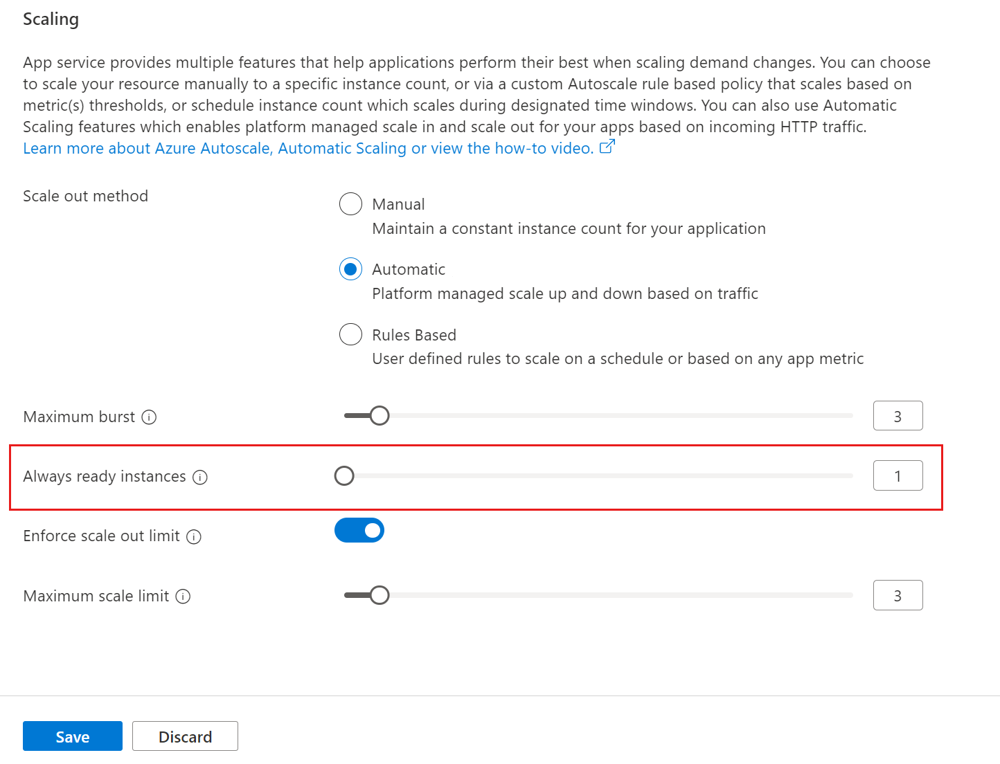 Scaling
App service provides multiple features that help applications perform their best when scaling demand changes. You can choose
to scale your resource manually to a specific instance count, or via a custom Autoscale rule based policy that scales based on
metric(s) thresholds, or schedule instance count which scales during designated time windows. You can also use Automatic
Scaling features which enables platform managed scale in and scale out for your apps based on incoming HTTP traffic.
Learn more about Azure Autoscale, Automatic Scaling or view the how-to video.
Scale out method
Manual
Maintain a constant instance count for your application
Automatic
Platform managed scale up and down based on traffic
Rules Based
User defined rules to scale on a schedule or based on any app metric
Maximum burst 3
Always ready instances 1
Enforce scale out limit
Maximum scale limit 3
Save Discard